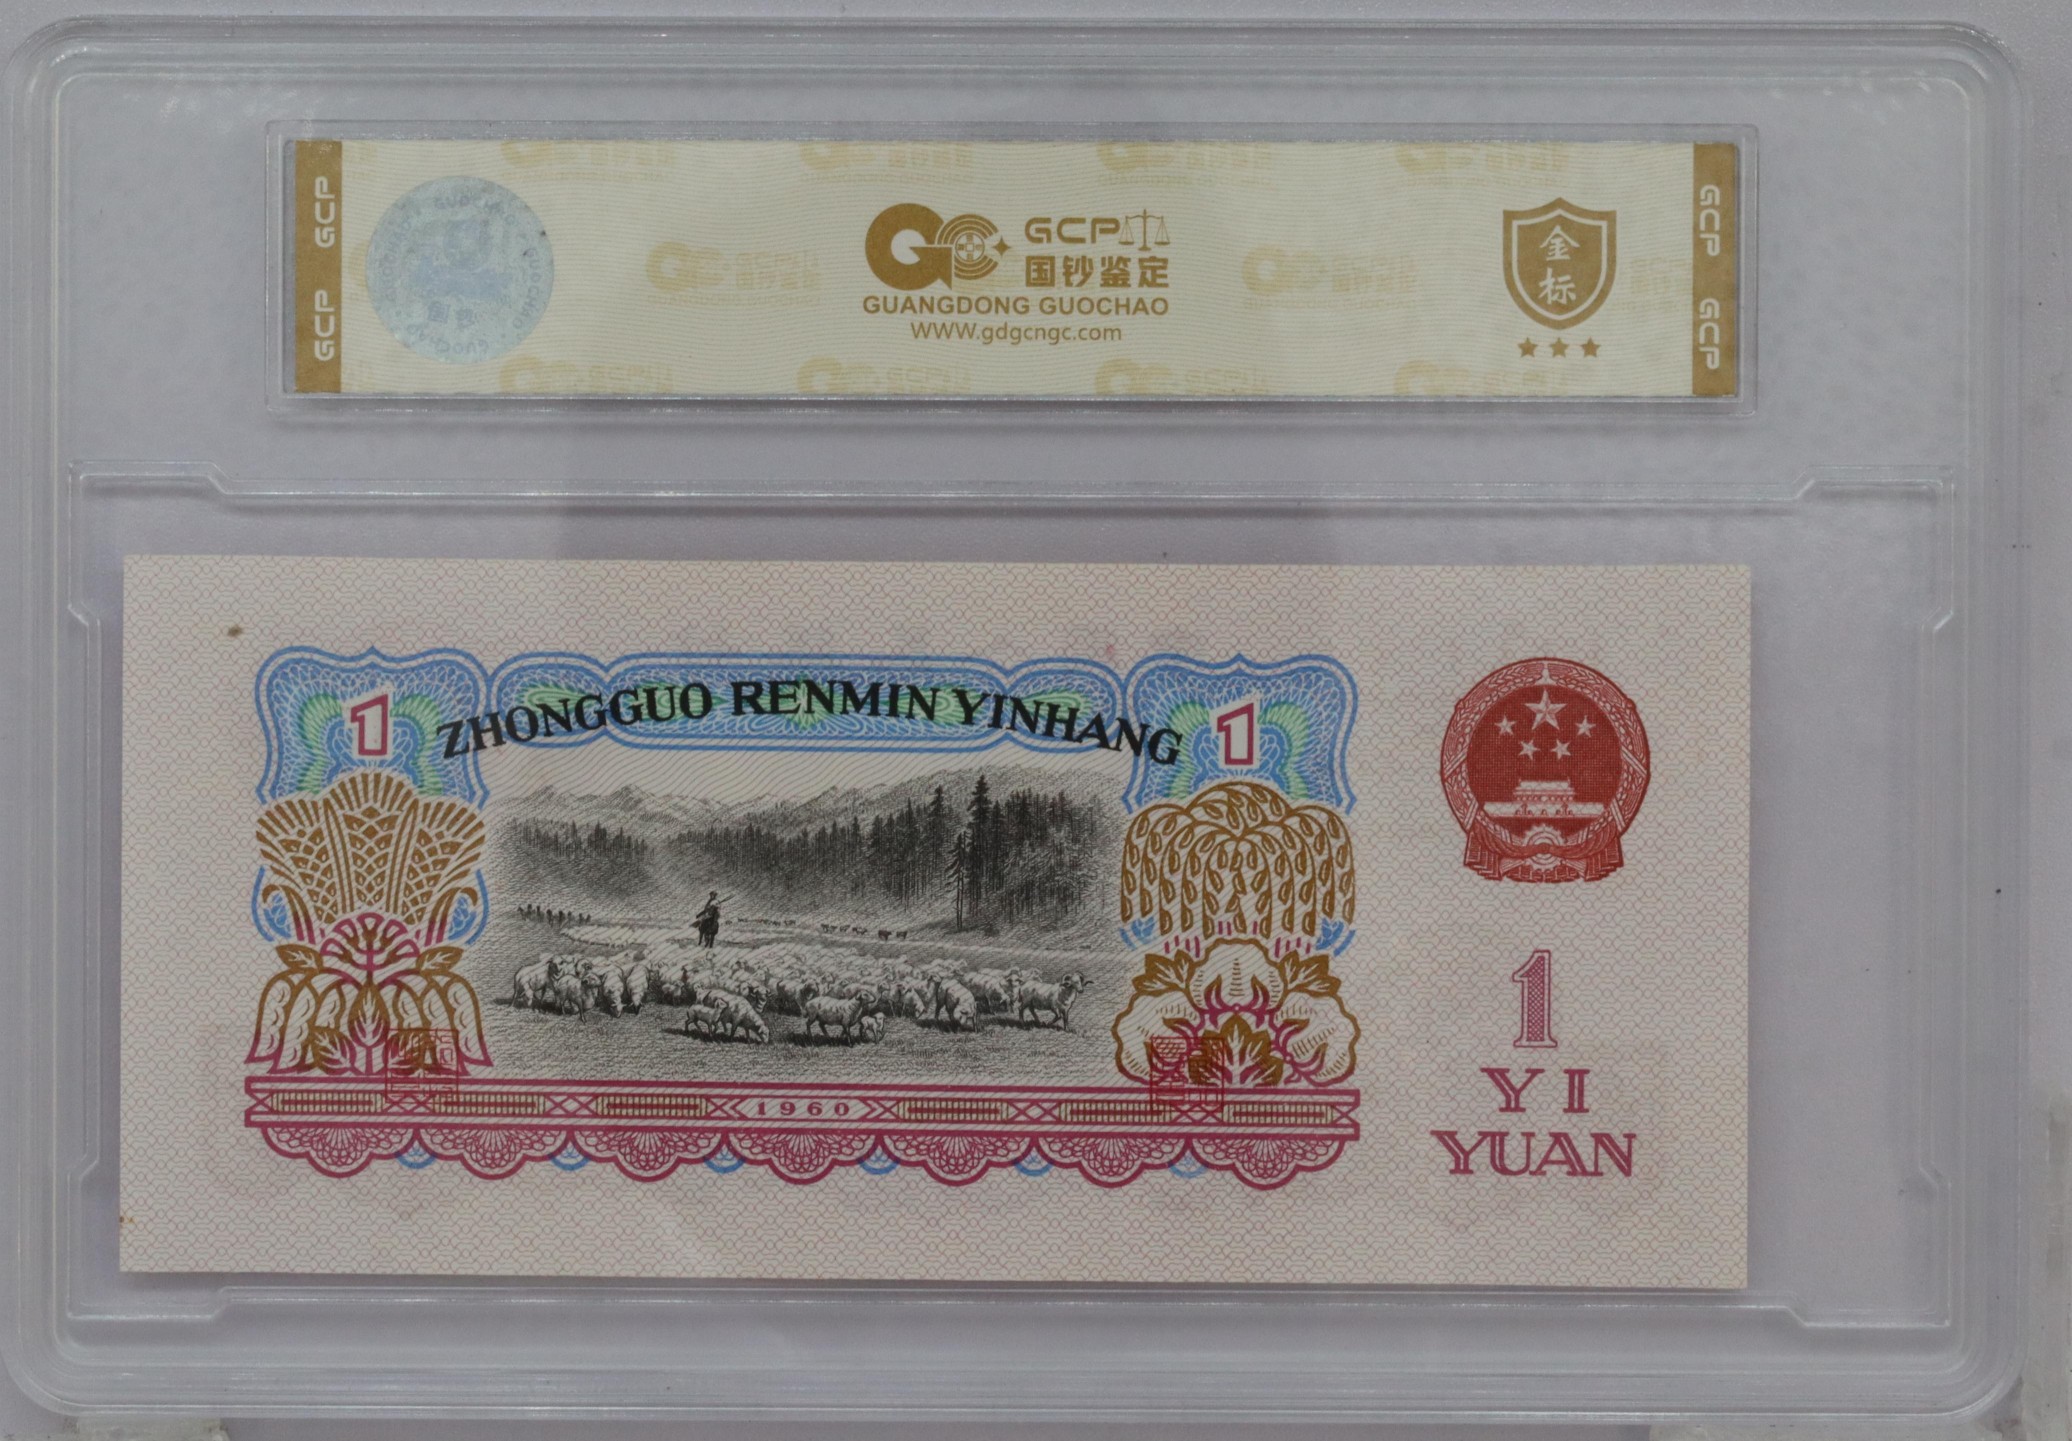 GCP
GCP
GCP
国钞鉴定
GUANGDONG GUOCHAO
WWW.gdgcngc.com
金
标
GCP
GCP
1
ZHONGGUO RENMIN YINHANG
1
1960
1
YI
YUAN